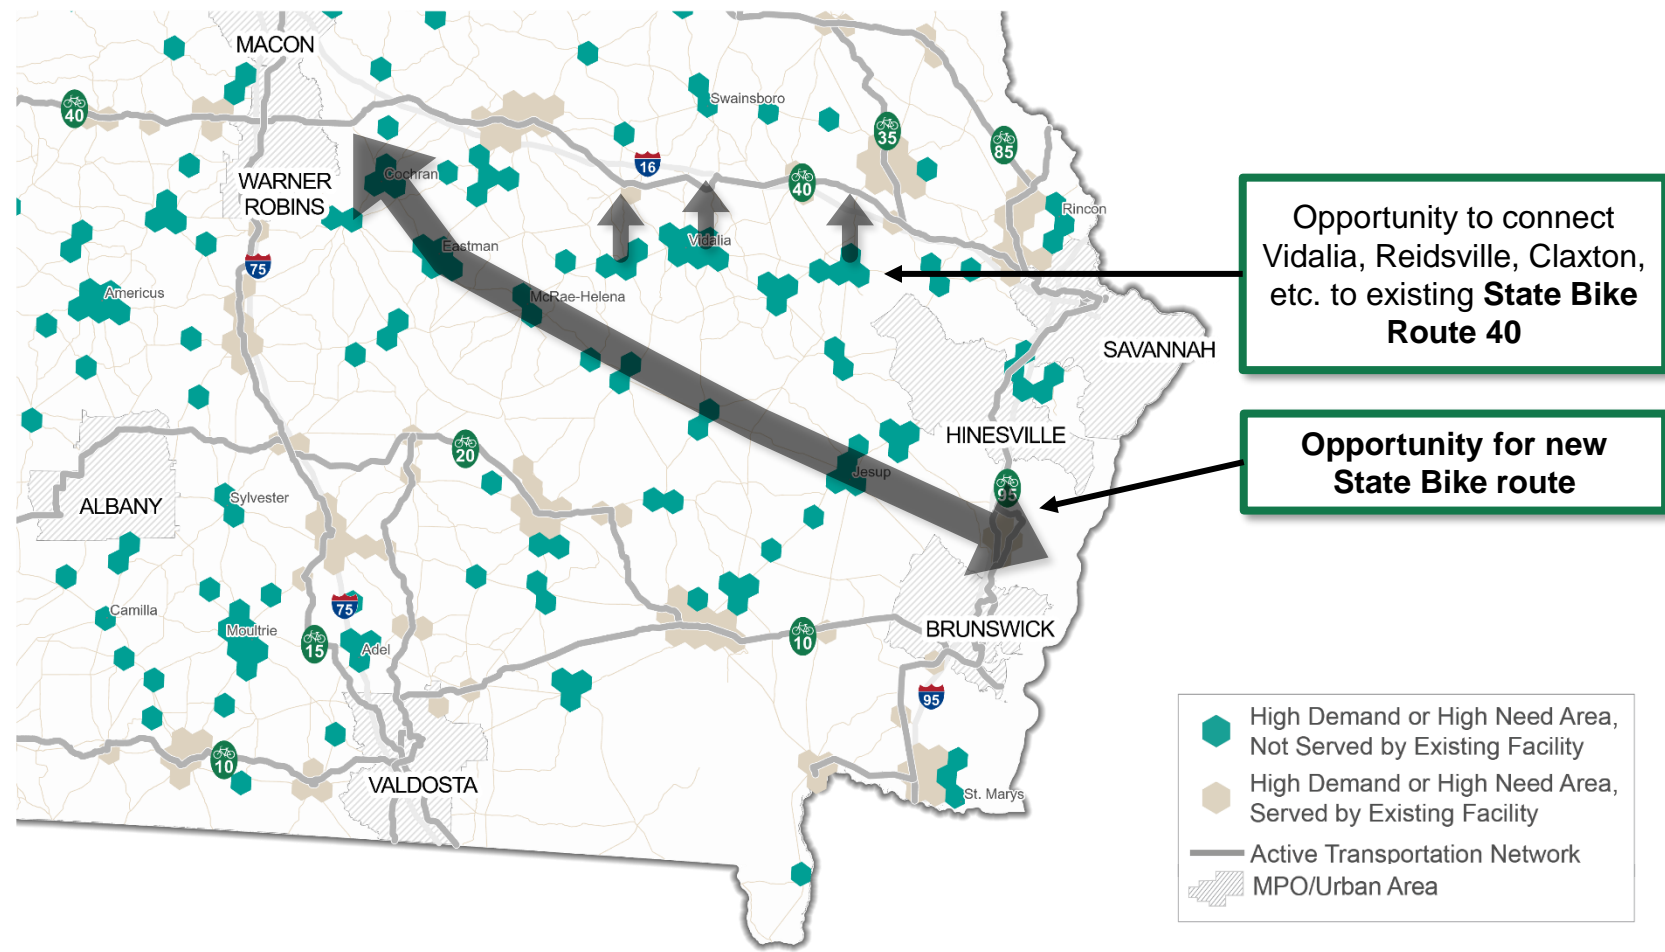 MACON
Swainsboro
40
35
85
16
Cochran
40
WARNER
ROBINS
Rincon
Vidalia
Eastman
75
Americus
McRae-Helena
SAVANNAH
HINESVILLE
20
Jesup
95
Sylvester
ALBANY
75
Camilla
Moultrie
15
Adel
10
BRUNSWICK
95
10
VALDOSTA
St. Marys
Opportunity to connect
Vidalia, Reidsville, Claxton,
etc. to existing State Bike
Route 40
Opportunity for new
State Bike route
High Demand or High Need Area,
Not Served by Existing Facility
High Demand or High Need Area,
Served by Existing Facility
Active Transportation Network
MPO/Urban Area